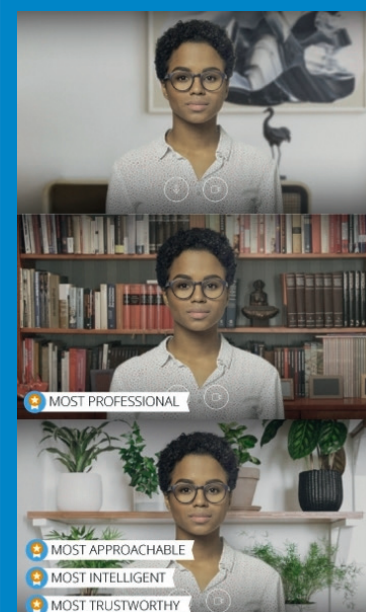 MOST PROFESSIONAL
MOST APPROACHABLE
MOST INTELLIGENT
MOST TRUSTWORTHY